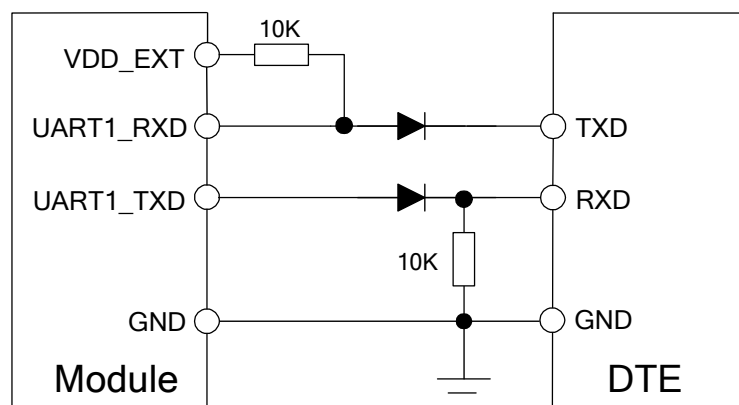 10K
VDD_EXT
UART1_RXD
TXD
UART1_TXD
RXD
10K
GND
GND
Module
DTE